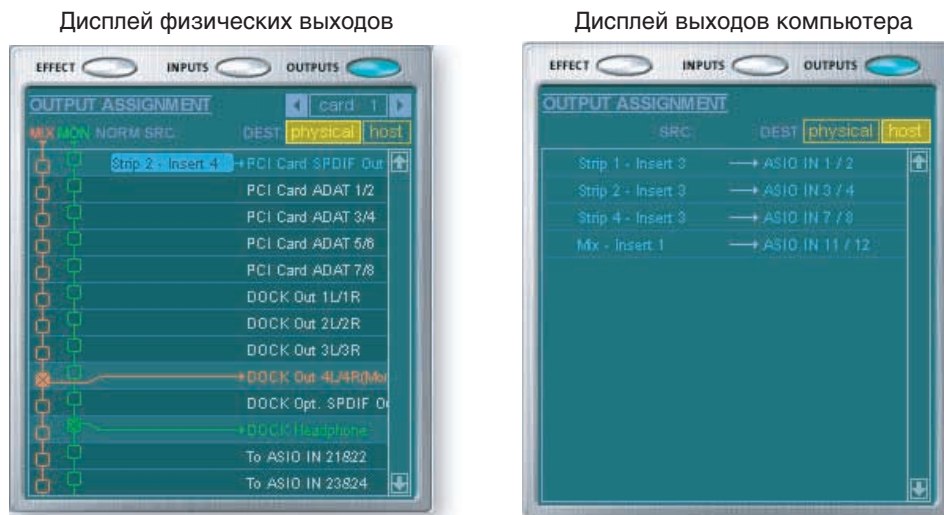 Дисплей физических выходов
EFFECT INPUTS OUTPUTS
OUTPUT ASSIGNMENT card 1
MIX MON NORM SRC DEST physical host
Strip 2 - Insert 4 PCI Card SPDIF Out
PCI Card ADAT 1/2
PCI Card ADAT 3/4
PCI Card ADAT 5/6
PCI Card ADAT 7/8
DOCK Out 1L/1R
DOCK Out 2L/2R
DOCK Out 3L/3R
DOCK Out 4L/4R(Mo
DOCK Opt. SPDIF O
DOCK Headphone
To ASIO IN 21&22
To ASIO IN 23&24
Дисплей выходов компьютера
EFFECT INPUTS OUTPUTS
OUTPUT ASSIGNMENT
SRC DEST physical host
Strip 1 - Insert 3 ASIO IN 1 / 2
Strip 2 - Insert 3 ASIO IN 3 / 4
Strip 4 - Insert 3 ASIO IN 7 / 8
Mix - Insert 1 ASIO IN 11 / 12